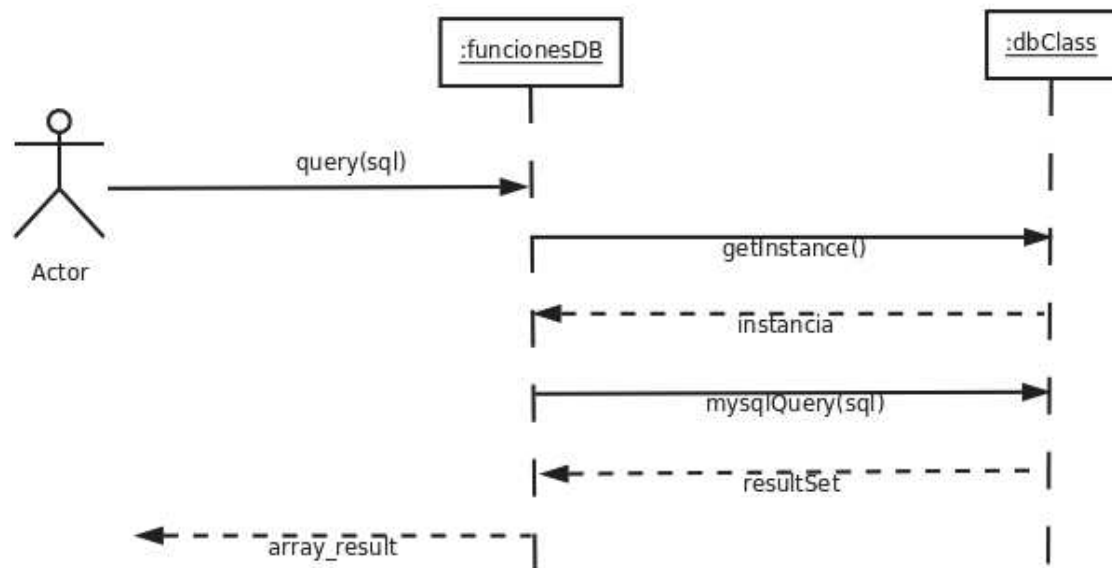 :funcionesDB
:dbClass
query(sql)
getInstance()
Actor
instancia
mysqlQuery(sql)
resultSet
array_result